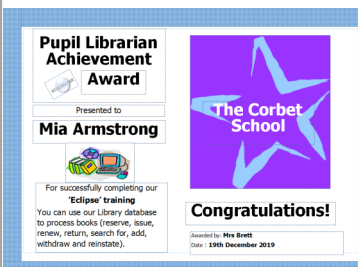 Pupil Librarian
Achievement
Award
Presented to
Mia Armstrong
For successfully completing our
'Eclipse' training
You can use our Library database
to process books (reserve, issue,
renew, return, search for, add,
withdraw and reinstate).
The Corbet
School
Congratulations!
Awarded by: Mrs Brett
Date : 19th December 2019